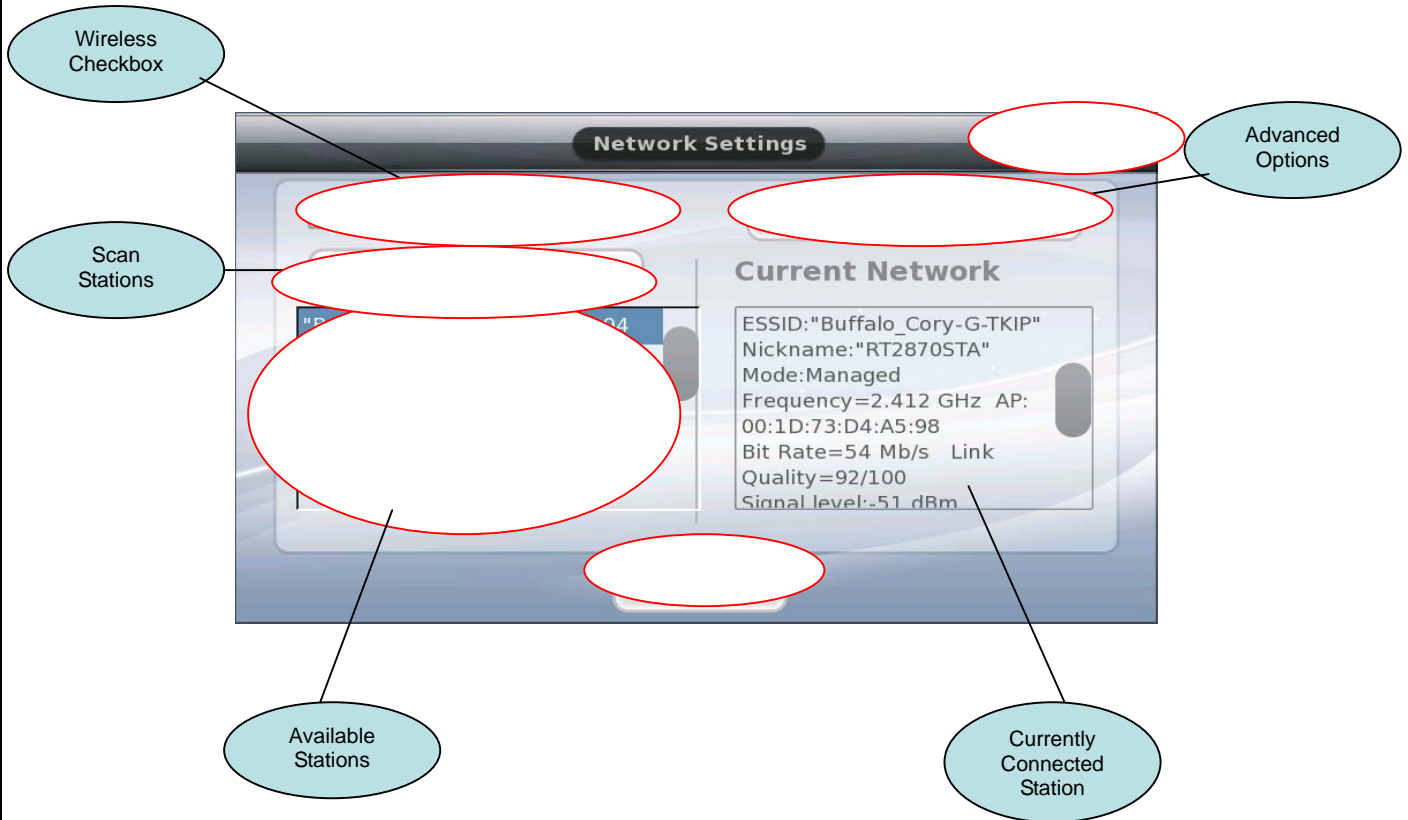 Wireless
Checkbox
Network Settings
Advanced
Options
Scan
Stations
Current Network
ESSID:"Buffalo_Cory-G-TKIP"
Nickname:"RT2870STA"
Mode:Managed
Frequency=2.412 GHz  AP:
00:1D:73:D4:A5:98
Bit Rate=54 Mb/s   Link
Quality=92/100
Signal level:-51 dBm
Available
Stations
Currently
Connected
Station